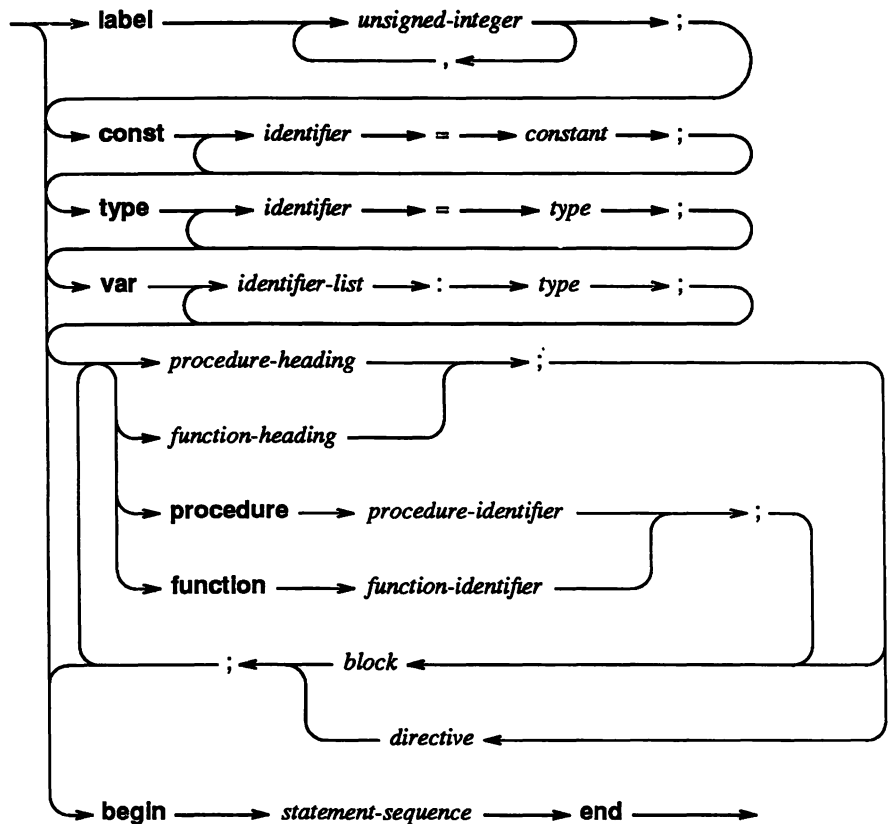 label unsigned-integer ;
,
const identifier = constant ;
type identifier = type ;
var identifier-list : type ;
procedure-heading ;
function-heading
procedure procedure-identifier ;
function function-identifier
; block
directive
begin statement-sequence end